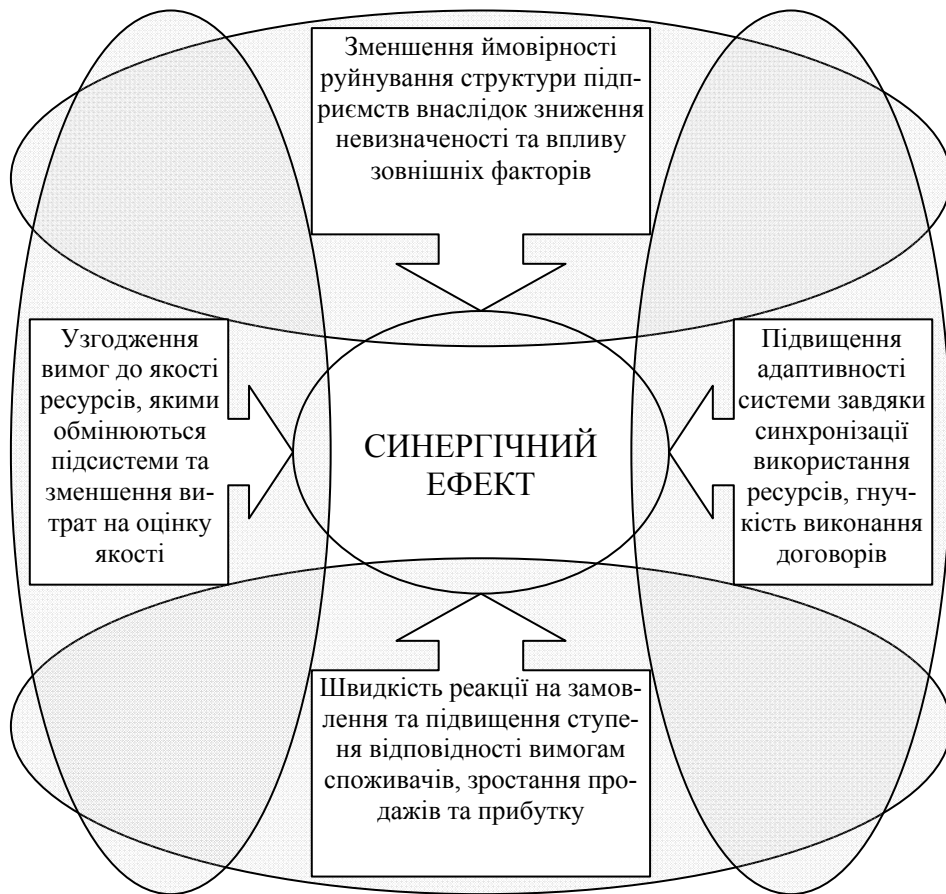 Зменшення ймовірності
руйнування структури підп-
риємств внаслідок зниження
невизначеності та впливу
зовнішніх факторів
Узгодження
вимог до якості
ресурсів, якими
обмінюються
підсистеми та
зменшення ви-
трат на оцінку
якості
СИНЕРГІЧНИЙ
ЕФЕКТ
Підвищення
адаптивності
системи завдяки
синхронізації
використання
ресурсів, гнуч-
кість виконання
договорів
Швидкість реакції на замов-
лення та підвищення ступе-
ня відповідності вимогам
споживачів, зростання про-
дажів та прибутку